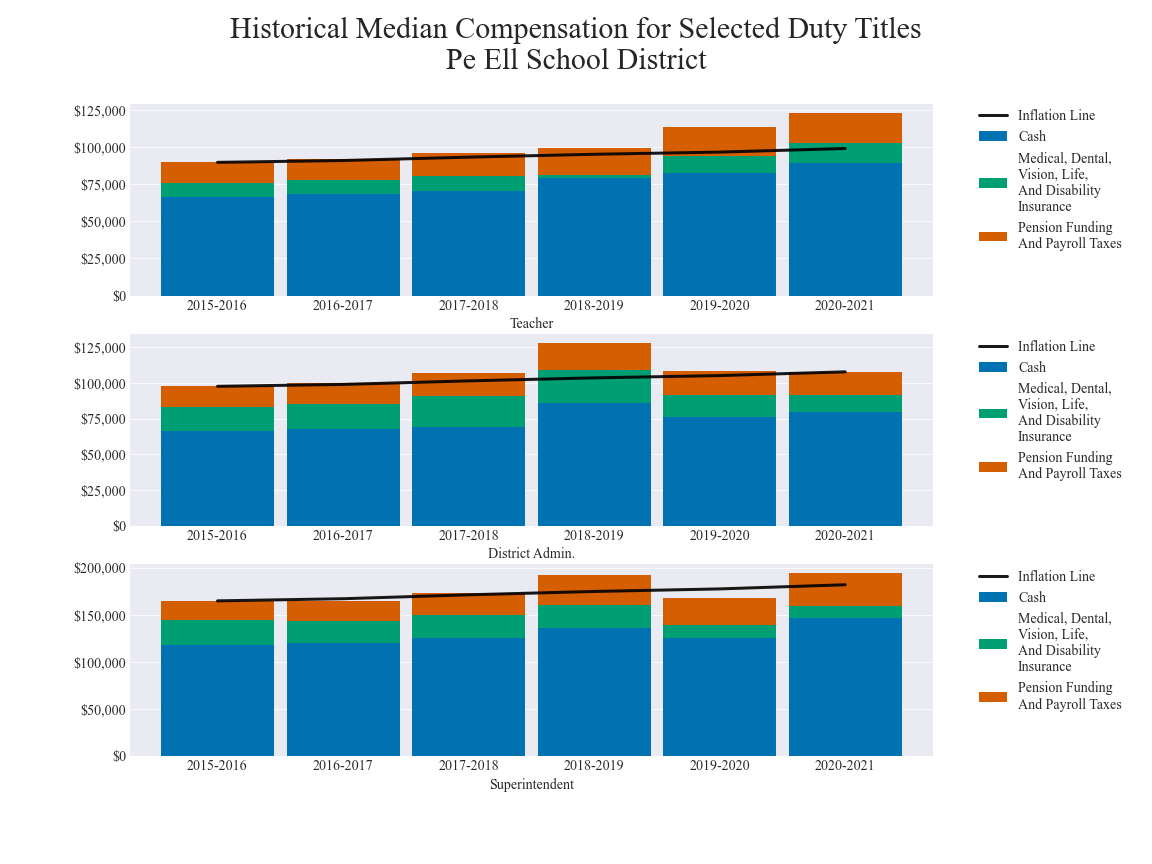 Historical Median Compensation for Selected Duty Titles
Pe Ell School District
$125,000
$100,000
$75,000
$50,000
$25,000
$0
2015-2016 2016-2017 2017-2018 2018-2019 2019-2020 2020-2021
Teacher
Inflation Line
Cash
Medical, Dental,
Vision, Life,
And Disability
Insurance
Pension Funding
And Payroll Taxes
$125,000
$100,000
$75,000
$50,000
$25,000
$0
2015-2016 2016-2017 2017-2018 2018-2019 2019-2020 2020-2021
District Admin.
Inflation Line
Cash
Medical, Dental,
Vision, Life,
And Disability
Insurance
Pension Funding
And Payroll Taxes
$200,000
$150,000
$100,000
$50,000
$0
2015-2016 2016-2017 2017-2018 2018-2019 2019-2020 2020-2021
Superintendent
Inflation Line
Cash
Medical, Dental,
Vision, Life,
And Disability
Insurance
Pension Funding
And Payroll Taxes